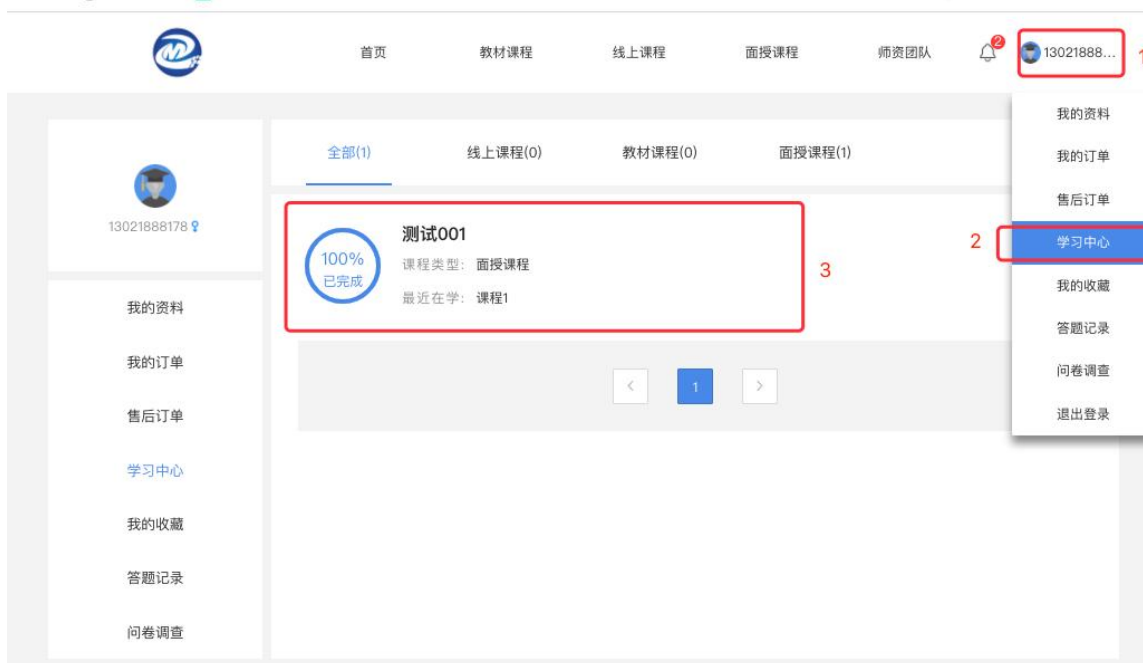 首页 教材课程 线上课程 面授课程 师资团队 2 13021888... 1
我的资料
我的订单
售后订单
2 学习中心
我的收藏
答题记录
问卷调查
退出登录
13021888178
我的资料
我的订单
售后订单
学习中心
我的收藏
答题记录
问卷调查
全部(1) 线上课程(0) 教材课程(0) 面授课程(1)
100%
已完成
测试001
课程类型: 面授课程
最近在学: 课程1
3
< 1 >